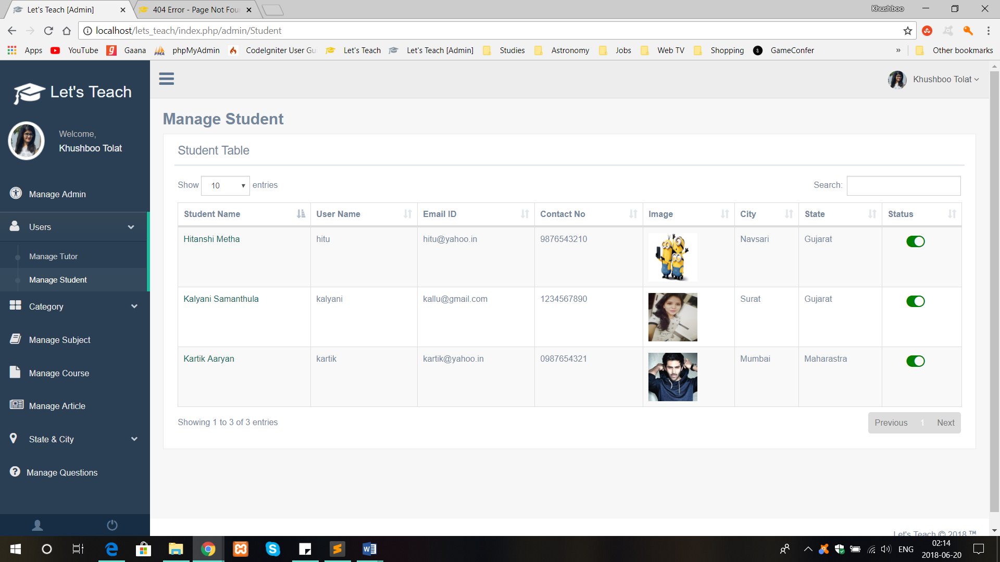 Let's Teach [Admin]
404 Error - Page Not Fou
Khushboo
localhost/lets_teach/index.php/admin/Student
Apps YouTube Gaana phpMyAdmin CodeIgniter User Gu Let's Teach Let's Teach [Admin] Studies Astronomy Jobs Web TV Shopping GameConfer » Other bookmarks
Let's Teach
Welcome,
Khushboo Tolat
Manage Admin
Users
Manage Tutor
Manage Student
Category
Manage Subject
Manage Course
Manage Article
State & City
Manage Questions
Khushboo Tolat
Manage Student
Student Table
Show 10 entries
Search:
Student Name User Name Email ID Contact No Image City State Status
Hitanshi Metha hitu hitu@yahoo.in 9876543210 Navsari Gujarat
Kalyani Samanthula kalyani kallu@gmail.com 1234567890 Surat Gujarat
Kartik Aaryan kartik kartik@yahoo.in 0987654321 Mumbai Maharastra
Showing 1 to 3 of 3 entries
Previous 1 Next
Let's Teach © 2018 ™
ENG
02:14
2018-06-20